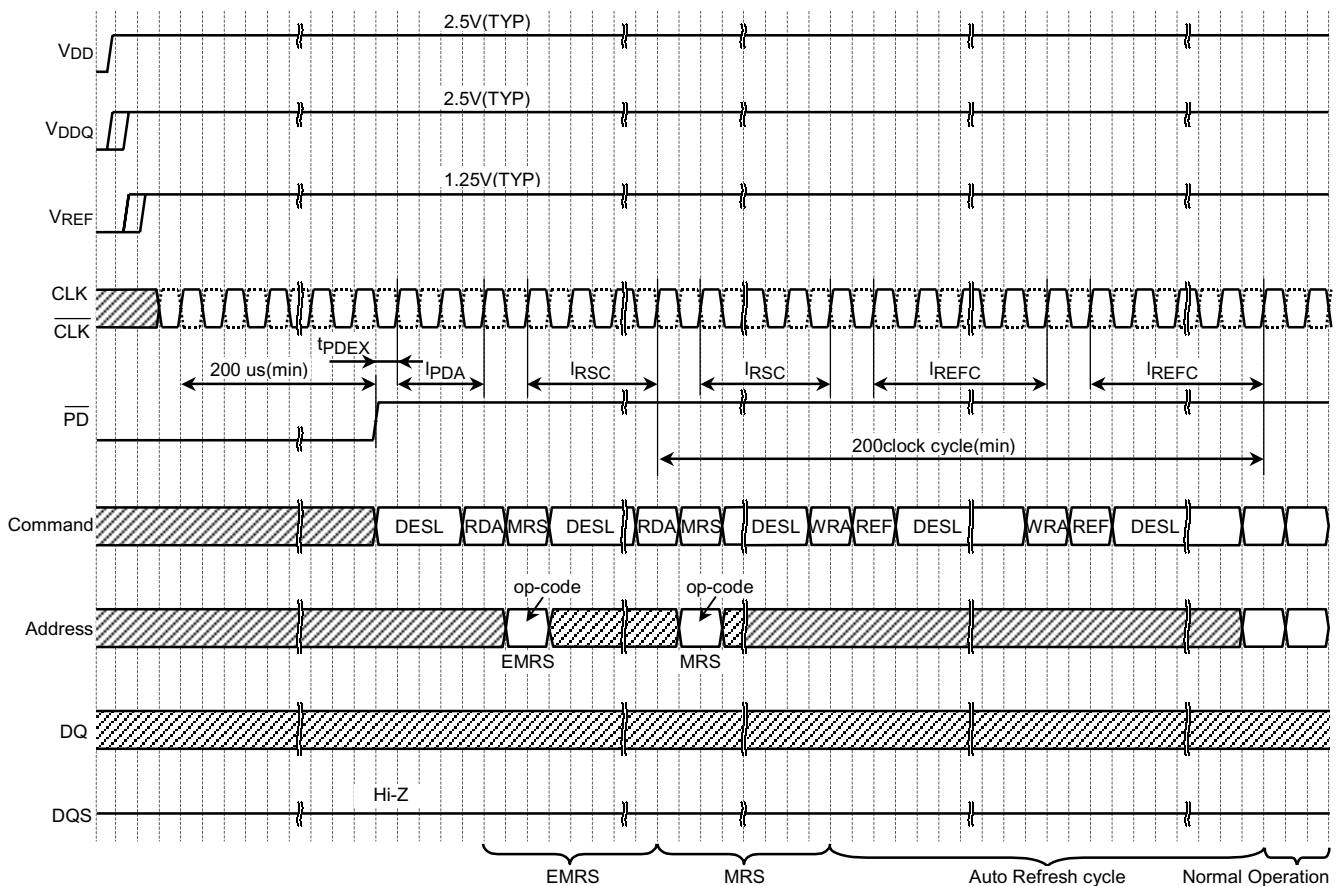 2.5V(TYP)
VDD
2.5V(TYP)
VDDQ
1.25V(TYP)
VREF
CLK
CLK
tPDEX
200 us(min)
lPDA
lRSC
lRSC
lREFC
lREFC
PD
200clock cycle(min)
Command
DESL RDA MRS DESL RDA MRS DESL WRA REF DESL WRA REF DESL
op-code op-code
Address
EMRS MRS
DQ
Hi-Z
DQS
EMRS MRS Auto Refresh cycle Normal Operation